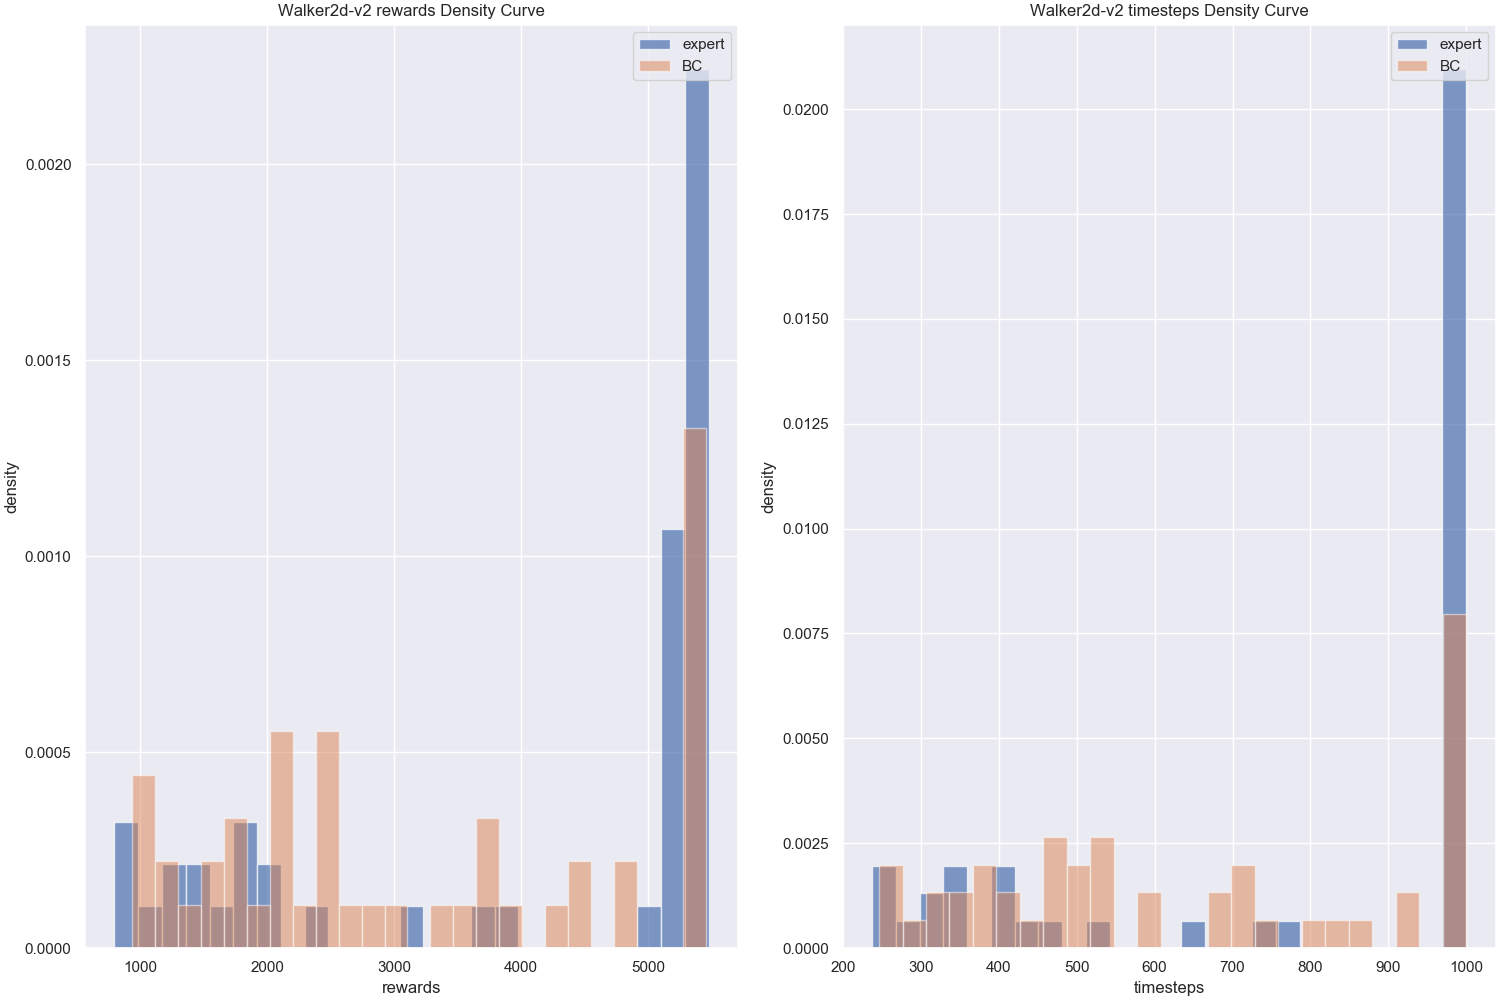 Walker2d-v2 rewards Density Curve
expert
BC
0.0020
0.0015
0.0010
0.0005
0.0000
density
1000
2000
3000
4000
5000
rewards
Walker2d-v2 timesteps Density Curve
expert
BC
0.0200
0.0175
0.0150
0.0125
0.0100
0.0075
0.0050
0.0025
0.0000
density
200
300
400
500
600
700
800
900
1000
timesteps